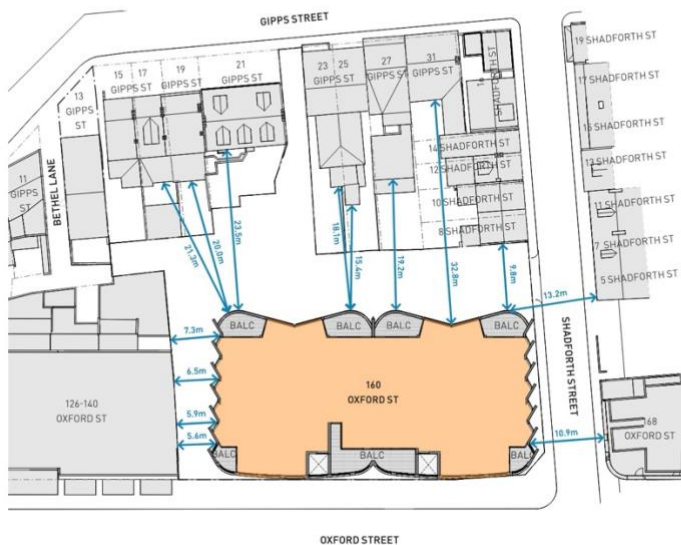 GIPPS STREET
15
17
GIPPS ST
19
GIPPS ST
21
GIPPS ST
23
25
GIPPS ST
27
GIPPS ST
31
GIPPS ST
SHADFORTH ST
19 SHADFORTH ST
17 SHADFORTH ST
15 SHADFORTH ST
13 SHADFORTH ST
11 SHADFORTH ST
7 SHADFORTH ST
5 SHADFORTH ST
13
GIPPS
ST
11
GIPPS
ST
BETHEL LANE
14 SHADFORTH ST
12 SHADFORTH ST
10 SHADFORTH ST
8 SHADFORTH ST
21.3m
20.0m
23.5m
18.1m
15.4m
19.2m
32.8m
9.8m
13.2m
BALC
BALC
BALC
BALC
7.3m
6.5m
5.9m
5.6m
126-140
OXFORD ST
160
OXFORD ST
SHADFORTH STREET
10.9m
168
OXFORD ST
BALC
BALC
BALC
OXFORD STREET